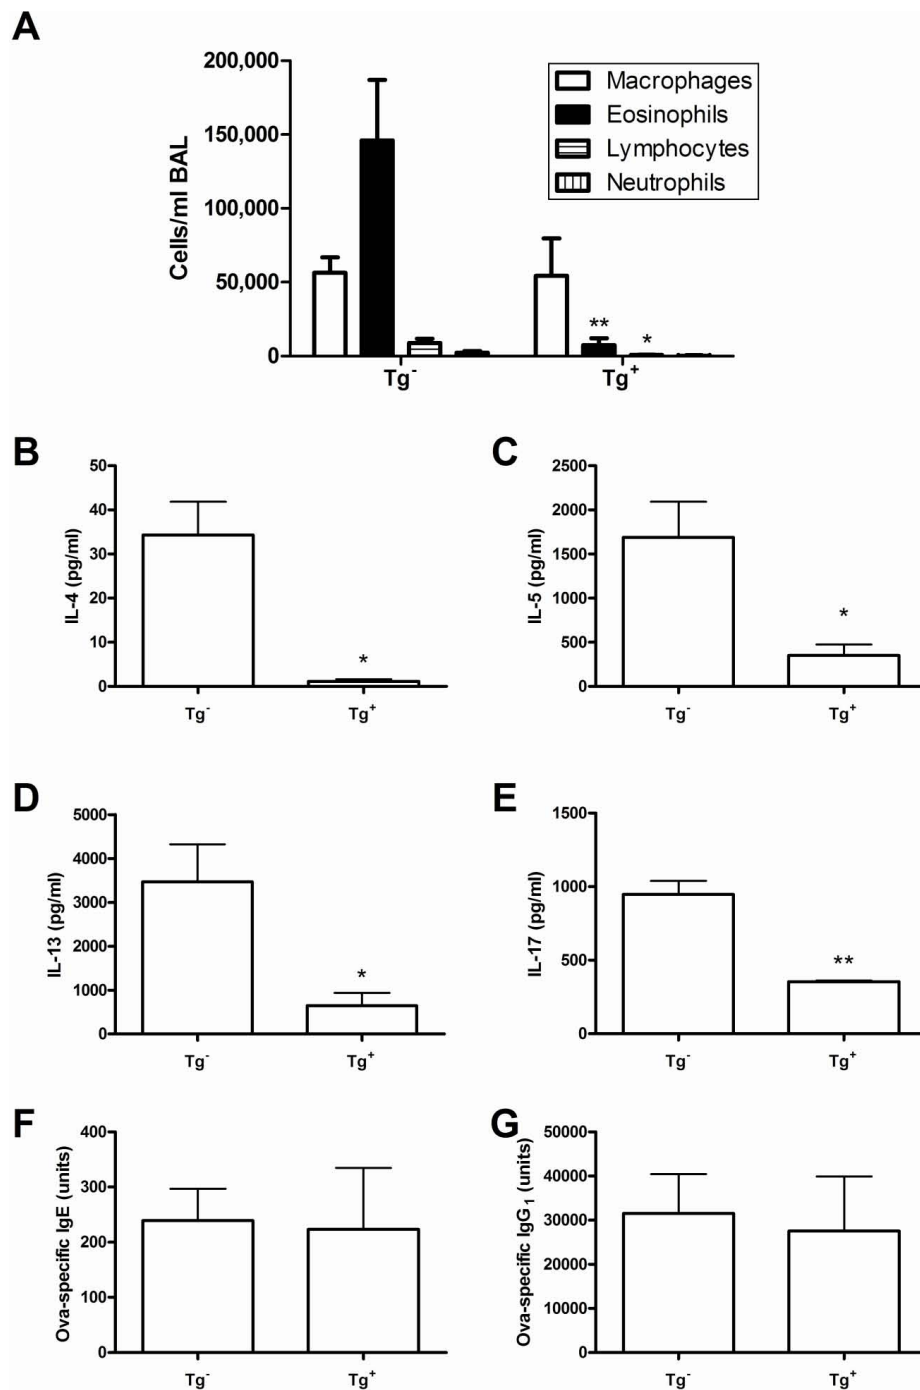 A
200,000
150,000
100,000
50,000
0
Cells/ml BAL
Macrophages
Eosinophils
Lymphocytes
Neutrophils
**
*
Tg⁻
Tg⁺
B
50
40
30
20
10
0
IL-4 (pg/ml)
*
Tg⁻
Tg⁺
C
2500
2000
1500
1000
500
0
IL-5 (pg/ml)
*
Tg⁻
Tg⁺
D
5000
4000
3000
2000
1000
0
IL-13 (pg/ml)
*
Tg⁻
Tg⁺
E
1500
1000
500
0
IL-17 (pg/ml)
**
Tg⁻
Tg⁺
F
400
300
200
100
0
Ova-specific IgE (units)
Tg⁻
Tg⁺
G
50000
40000
30000
20000
10000
0
Ova-specific IgG₁ (units)
Tg⁻
Tg⁺